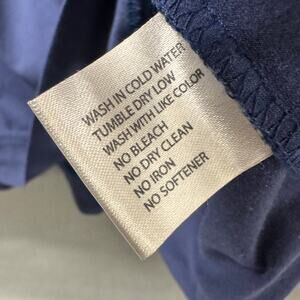 WASH IN COLD WATER
TUMBLE DRY LOW
WASH WITH LIKE COLOR
NO BLEACH
NO DRY CLEAN
NO IRON
NO SOFTENER